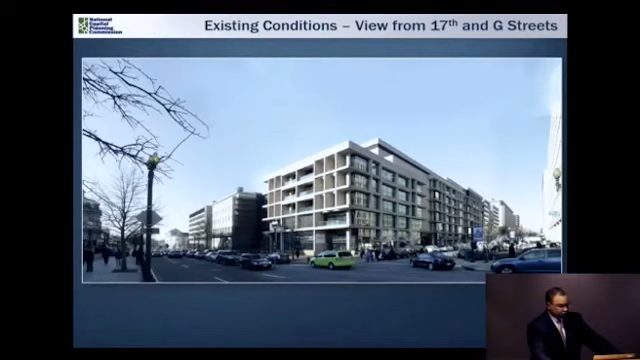 National
Capital
Planning
Commission
Existing Conditions – View from 17th and G Streets